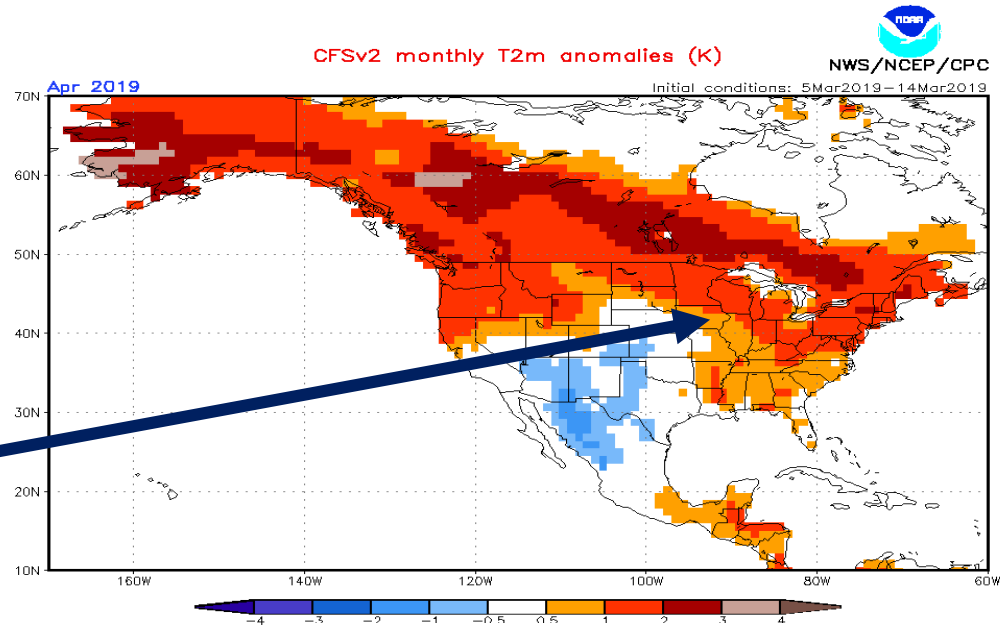 NOAA
CFSv2 monthly T2m anomalies (K)
NWS/NCEP/CPC
Apr 2019
Initial conditions: 5Mar2019-14Mar2019
70N
60N
50N
40N
30N
20N
10N
160W 140W 120W 100W 80W 60W
-4 -3 -2 -1 -0.5 0.5 1 2 3 4